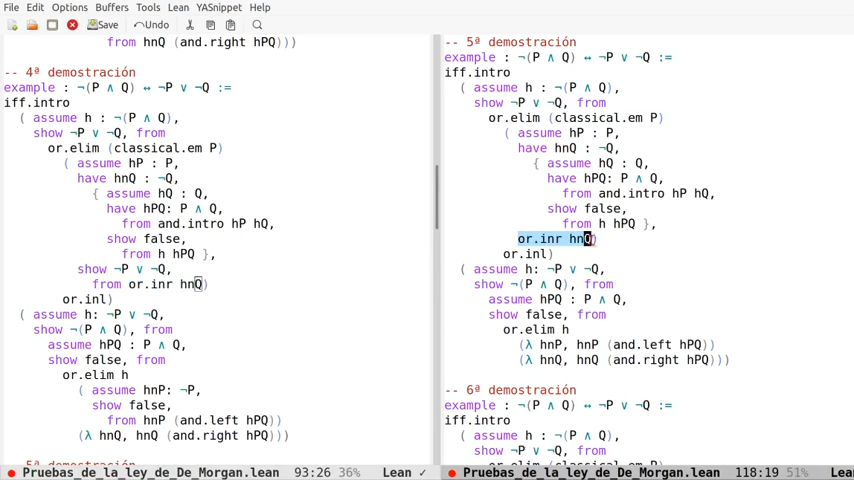 File Edit Options Buffers Tools Lean YASnippet Help
Save Undo
from hnQ (and.right hPQ)))
-- 4ª demostración
example : ¬(P ∧ Q) ↔ ¬P ∨ ¬Q :=
iff.intro
( assume h : ¬(P ∧ Q),
show ¬P ∨ ¬Q, from
or.elim (classical.em P)
( assume hP : P,
have hnQ : ¬Q,
{ assume hQ : Q,
have hPQ: P ∧ Q,
from and.intro hP hQ,
show false,
from h hPQ },
show ¬P ∨ ¬Q,
from or.inr hnQ)
or.inl)
( assume h: ¬P ∨ ¬Q,
show ¬(P ∧ Q), from
assume hPQ : P ∧ Q,
show false, from
or.elim h
( assume hnP: ¬P,
show false,
from hnP (and.left hPQ))
(λ hnQ, hnQ (and.right hPQ)))
-- 5ª demostración
Pruebas_de_la_ley_de_De_Morgan.lean 93:26 36% Lean ✓
-- 5ª demostración
example : ¬(P ∧ Q) ↔ ¬P ∨ ¬Q :=
iff.intro
( assume h : ¬(P ∧ Q),
show ¬P ∨ ¬Q, from
or.elim (classical.em P)
( assume hP : P,
have hnQ : ¬Q,
{ assume hQ : Q,
have hPQ: P ∧ Q,
from and.intro hP hQ,
show false,
from h hPQ },
or.inr hnQ)
or.inl)
( assume h: ¬P ∨ ¬Q,
show ¬(P ∧ Q), from
assume hPQ : P ∧ Q,
show false, from
or.elim h
(λ hnP, hnP (and.left hPQ))
(λ hnQ, hnQ (and.right hPQ)))
-- 6ª demostración
example : ¬(P ∧ Q) ↔ ¬P ∨ ¬Q :=
iff.intro
( assume h : ¬(P ∧ Q),
show ¬P ∨ ¬Q, from
or.elim (classical.em P)
Pruebas_de_la_ley_de_De_Morgan.lean 118:19 51% Lean